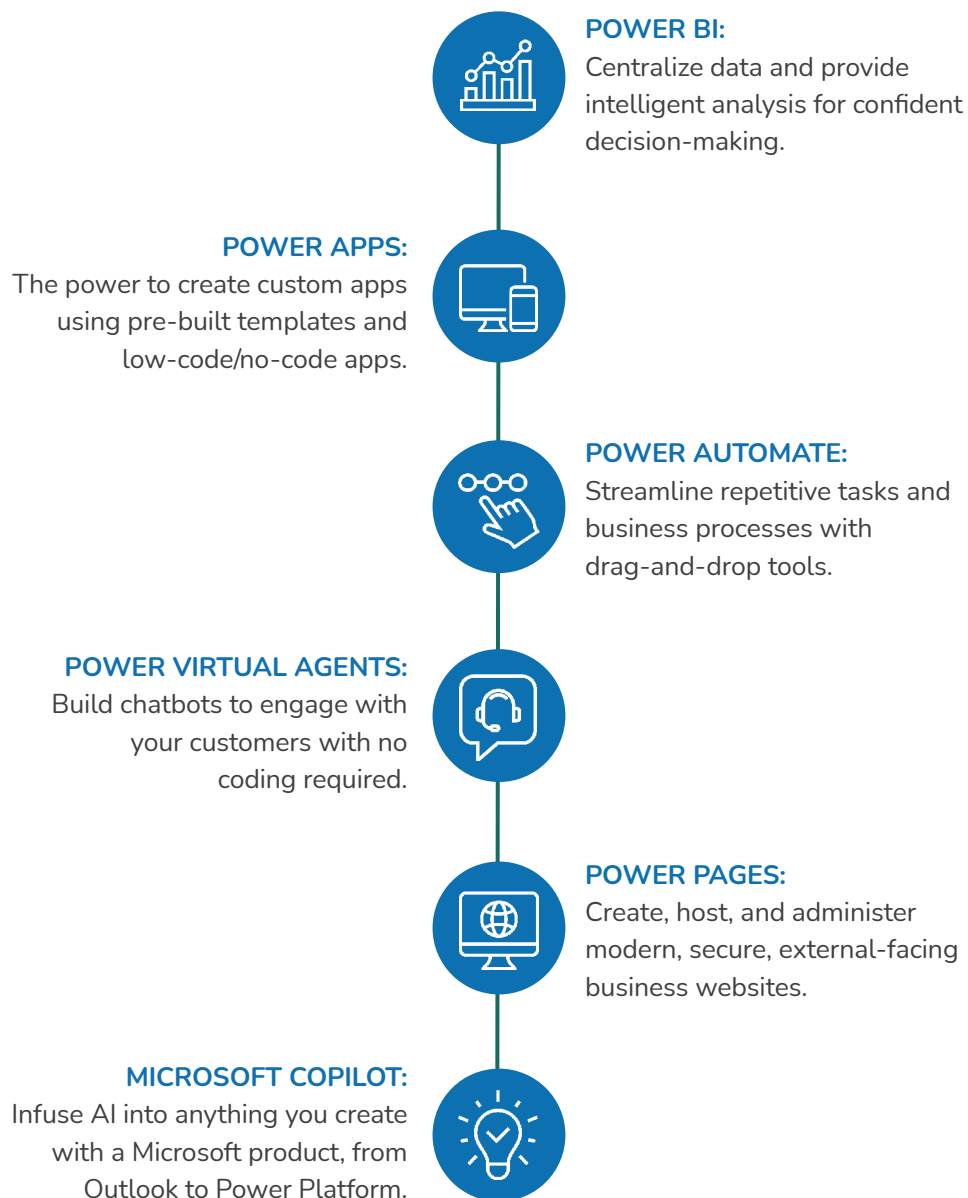 POWER BI:
Centralize data and provide
intelligent analysis for confident
decision-making.
POWER APPS:
The power to create custom apps
using pre-built templates and
low-code/no-code apps.
POWER AUTOMATE:
Streamline repetitive tasks and
business processes with
drag-and-drop tools.
POWER VIRTUAL AGENTS:
Build chatbots to engage with
your customers with no
coding required.
POWER PAGES:
Create, host, and administer
modern, secure, external-facing
business websites.
MICROSOFT COPILOT:
Infuse AI into anything you create
with a Microsoft product, from
Outlook to Power Platform.